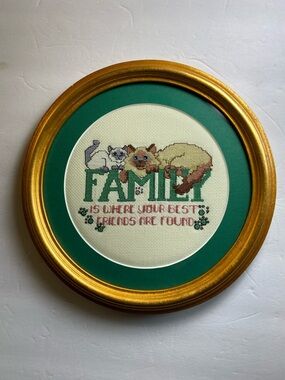 FAMILY
IS WHERE YOUR BEST
FRIENDS ARE FOUND